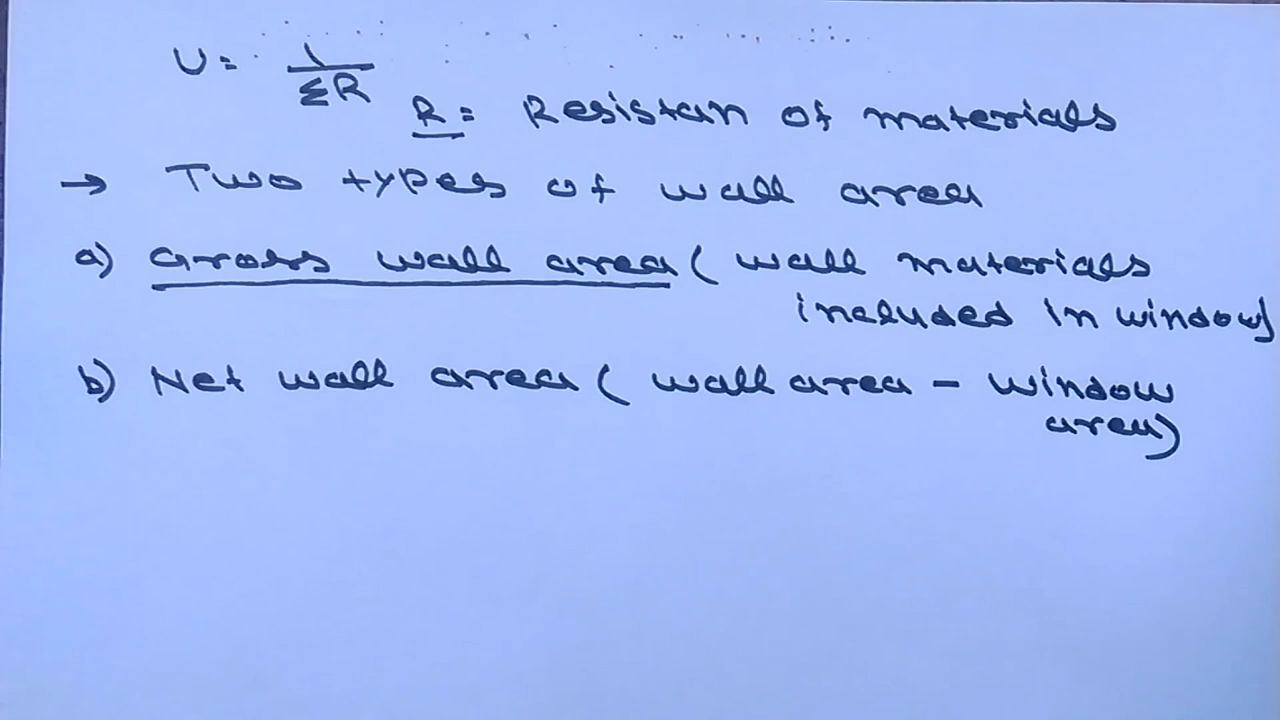 U = 1/ΣR
R = Resistan of materials
→ Two types of wall area
a) Gross wall area ( wall materials
included in window)
b) Net wall area ( wall area - window
area)